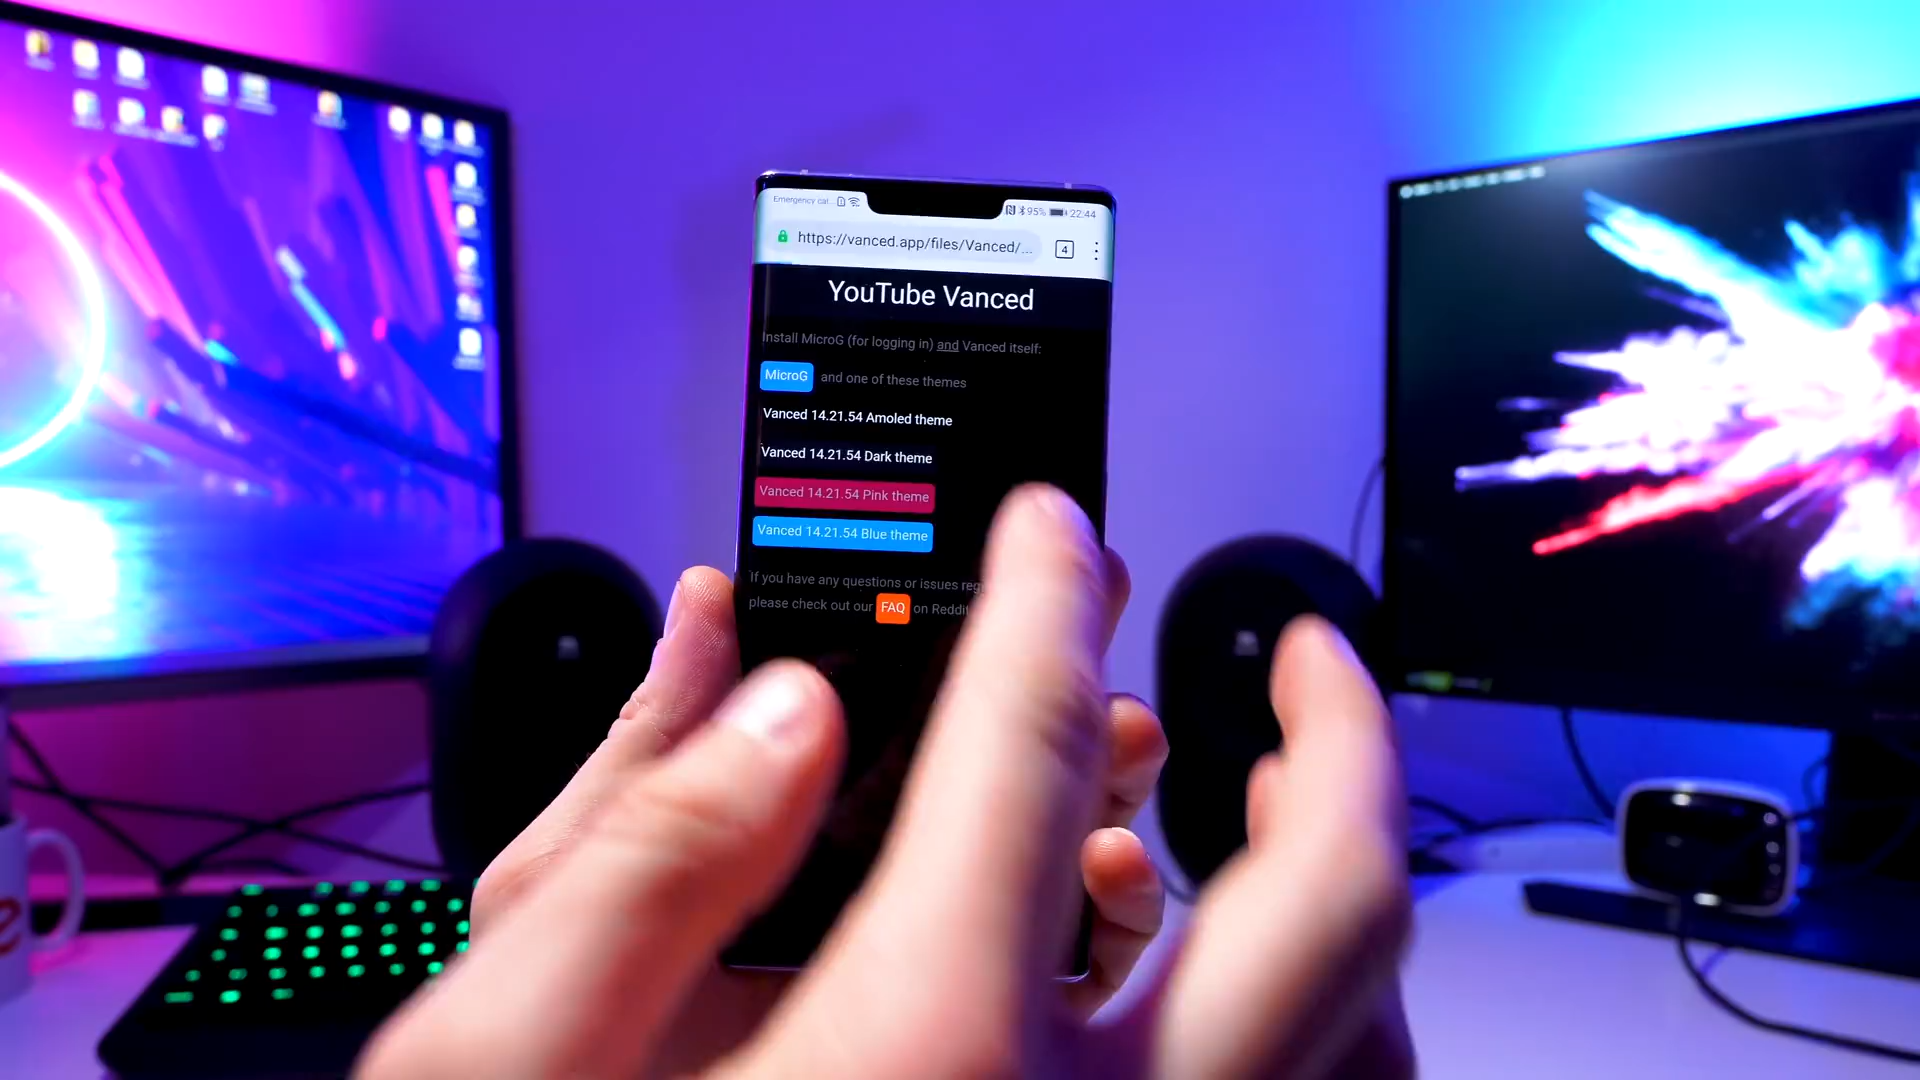 Emergency cal...
95% 22:44
https://vanced.app/files/Vanced/...
4
YouTube Vanced
Install MicroG (for logging in) and Vanced itself:
MicroG and one of these themes
Vanced 14.21.54 Amoled theme
Vanced 14.21.54 Dark theme
Vanced 14.21.54 Pink theme
Vanced 14.21.54 Blue theme
If you have any questions or issues
please check out our FAQ on Reddit